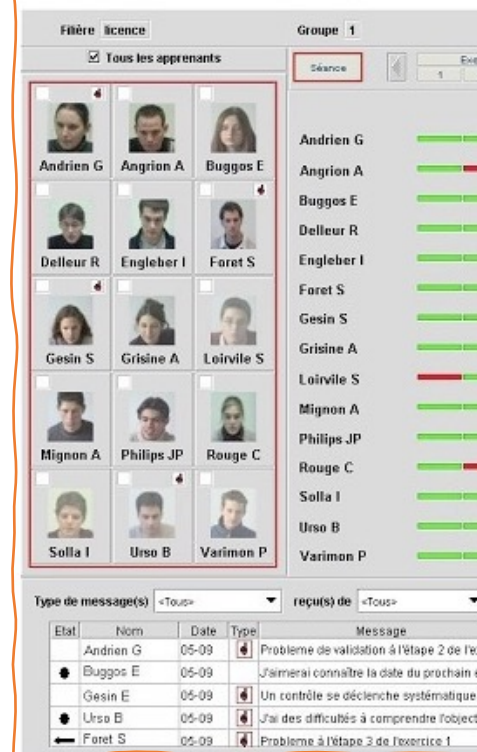 Filière licence Groupe 1
Tous les apprenants
Séance
1
Andrien G Angrion A Buggos E
Delleur R Engleber I Foret S
Gesin S Grisine A Loirvile S
Mignon A Philips JP Rouge C
Solla I Urso B Varimon P
Andrien G
Angrion A
Buggos E
Delleur R
Engleber I
Foret S
Gesin S
Grisine A
Loirvile S
Mignon A
Philips JP
Rouge C
Solla I
Urso B
Varimon P
Type de message(s) <Tous> reçu(s) de <Tous>
Etat Nom Date Type Message
Andrien G 05-09 Probleme de validation à l'étape 2 de l'ex
Buggos E 05-09 J'aimerai connaître la date du prochain
Gesin E 05-09 Un contrôle se déclenche systématique
Urso B 05-09 J'ai des difficultés à comprendre l'object
Foret S 05-09 Probleme à l'étape 3 de l'exercice 1